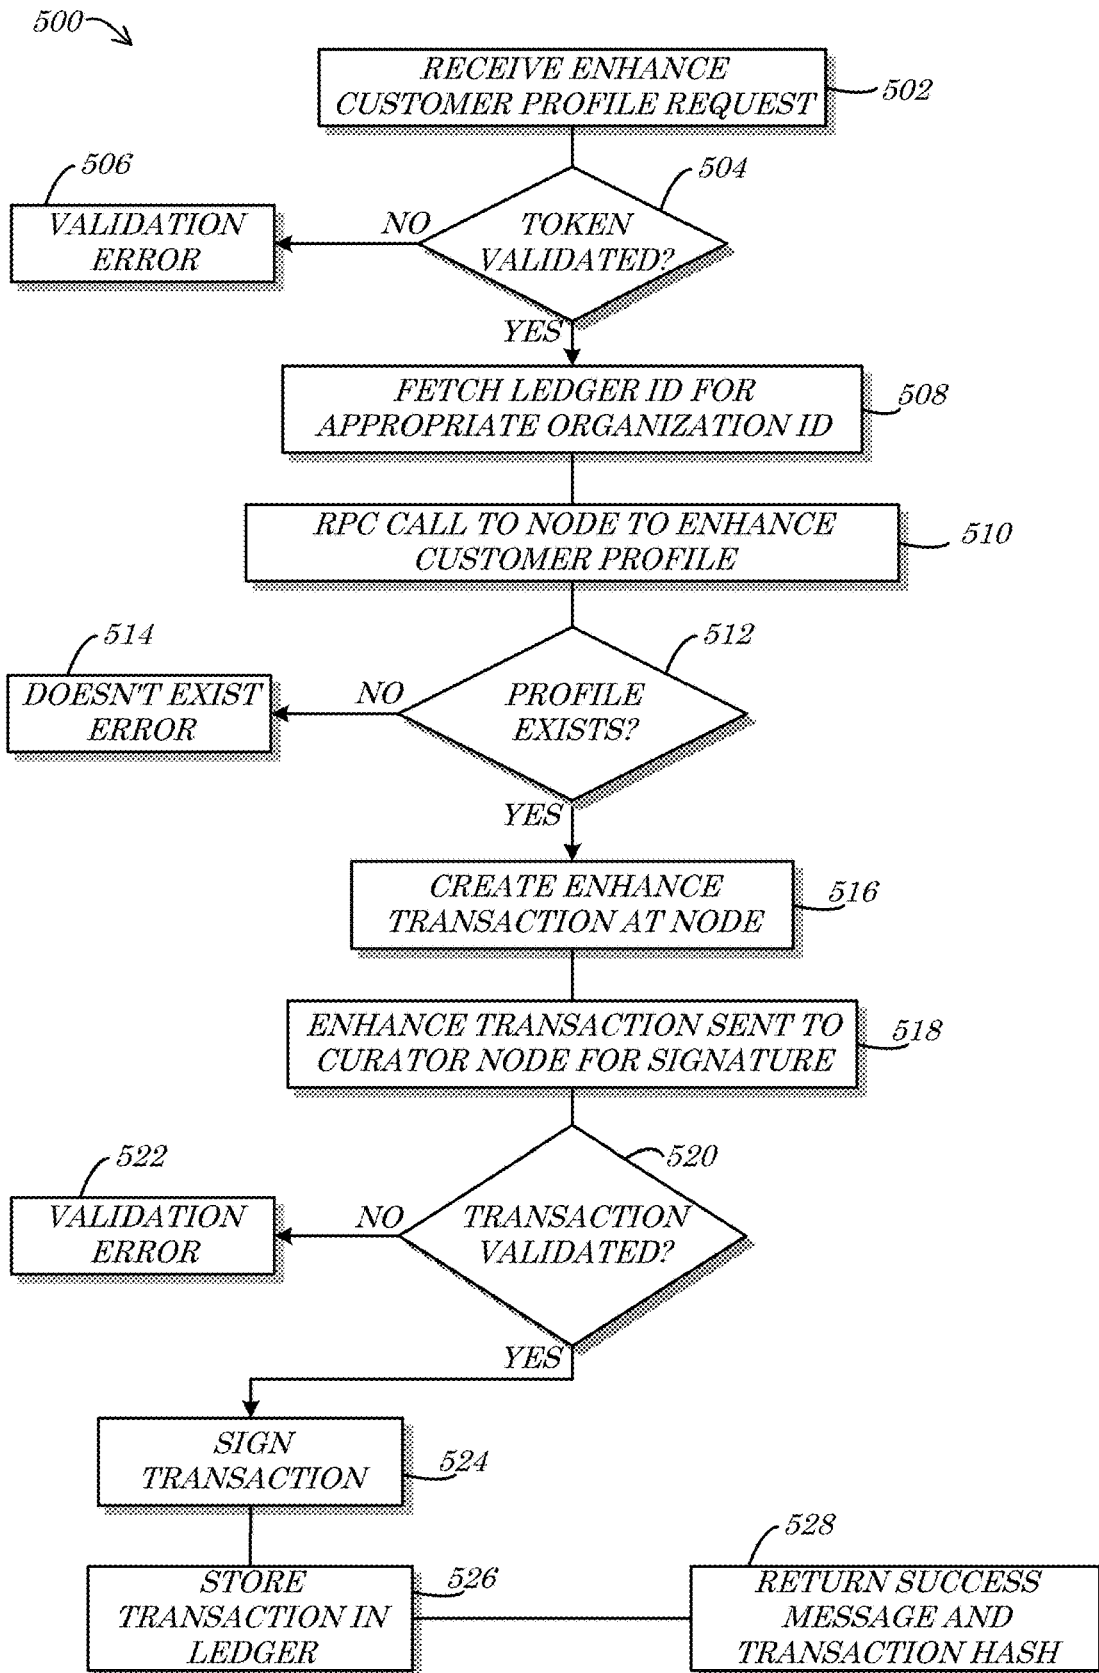 500
RECEIVE ENHANCE
CUSTOMER PROFILE REQUEST
502
504
506
TOKEN
VALIDATED?
NO
VALIDATION
ERROR
YES
FETCH LEDGER ID FOR
APPROPRIATE ORGANIZATION ID
508
RPC CALL TO NODE TO ENHANCE
CUSTOMER PROFILE
510
512
514
PROFILE
EXISTS?
NO
DOESN'T EXIST
ERROR
YES
CREATE ENHANCE
TRANSACTION AT NODE
516
ENHANCE TRANSACTION SENT TO
CURATOR NODE FOR SIGNATURE
518
520
522
TRANSACTION
VALIDATED?
NO
VALIDATION
ERROR
YES
SIGN
TRANSACTION
524
STORE
TRANSACTION IN
LEDGER
526
528
RETURN SUCCESS
MESSAGE AND
TRANSACTION HASH